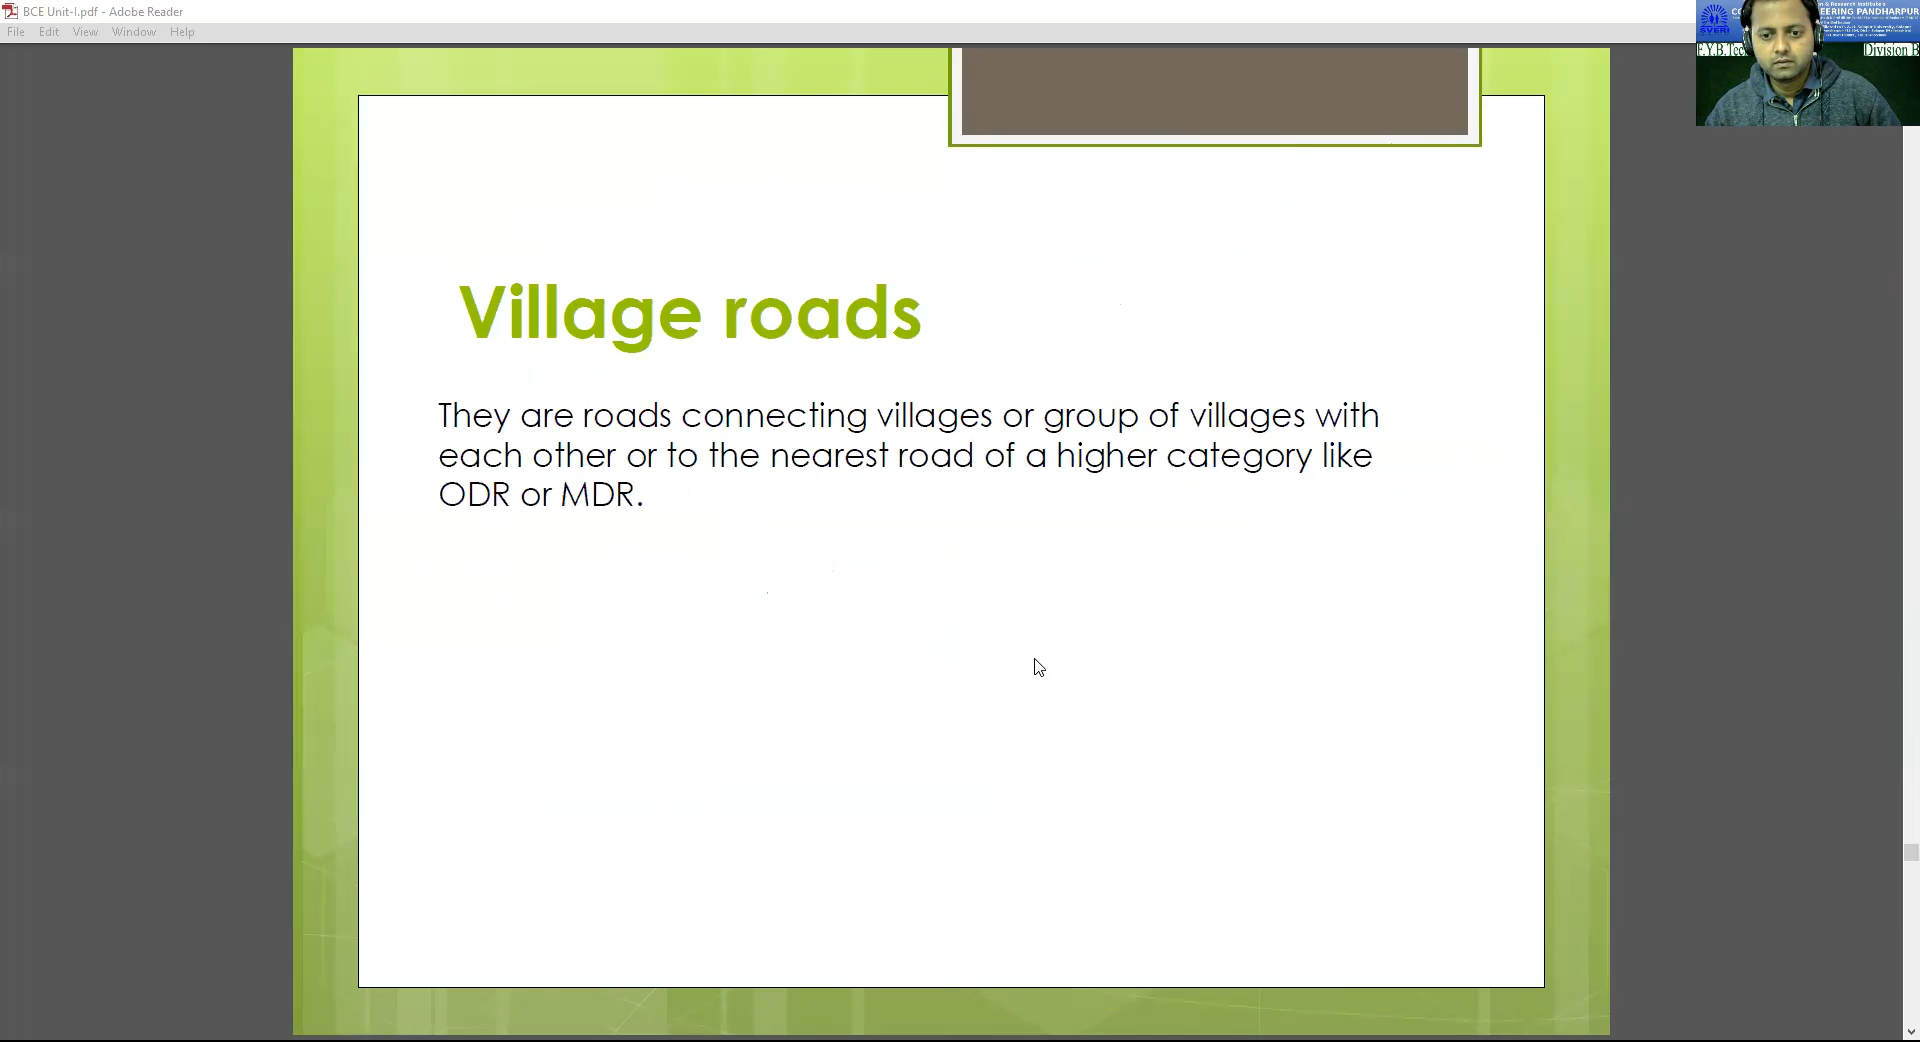 BCE Unit-I.pdf - Adobe Reader
File Edit View Window Help
EERING PANDHARPUR
SVERI
F.Y.B.Tec
Division B
Village roads
They are roads connecting villages or group of villages with
each other or to the nearest road of a higher category like
ODR or MDR.